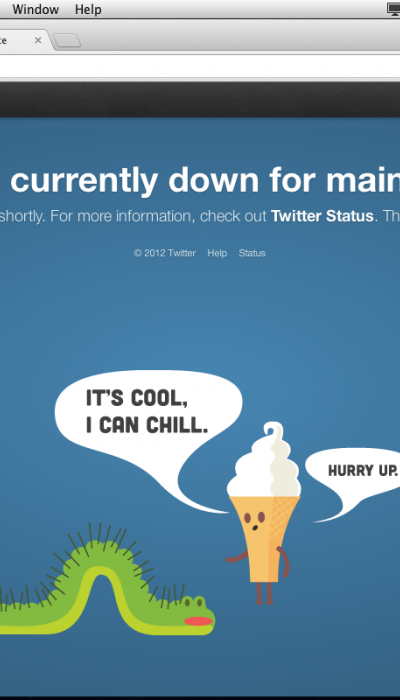 Window Help
currently down for main
shortly. For more information, check out Twitter Status. Th
© 2012 Twitter Help Status
IT'S COOL,
I CAN CHILL.
HURRY UP.